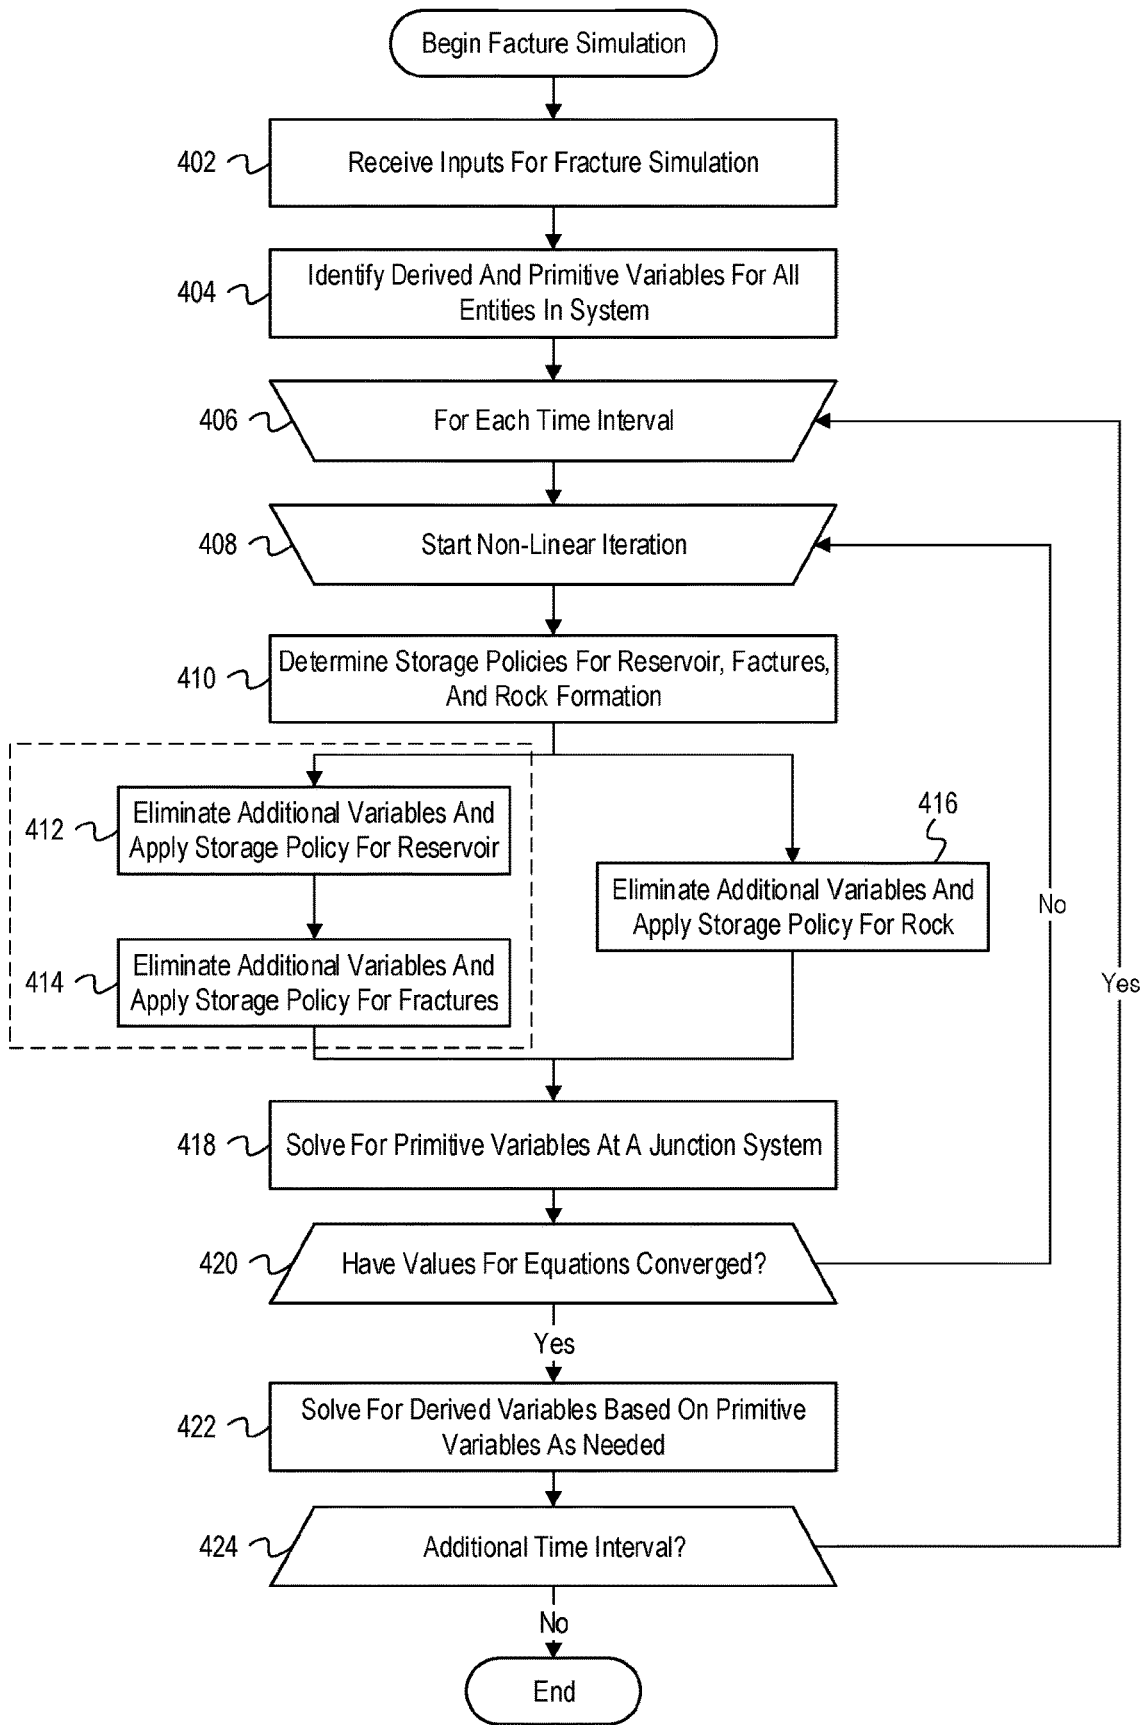 Begin Facture Simulation
402
Receive Inputs For Fracture Simulation
404
Identify Derived And Primitive Variables For All
Entities In System
406
For Each Time Interval
408
Start Non-Linear Iteration
410
Determine Storage Policies For Reservoir, Factures,
And Rock Formation
412
Eliminate Additional Variables And
Apply Storage Policy For Reservoir
416
Eliminate Additional Variables And
Apply Storage Policy For Rock
No
414
Eliminate Additional Variables And
Apply Storage Policy For Fractures
Yes
418
Solve For Primitive Variables At A Junction System
420
Have Values For Equations Converged?
Yes
422
Solve For Derived Variables Based On Primitive
Variables As Needed
424
Additional Time Interval?
No
End